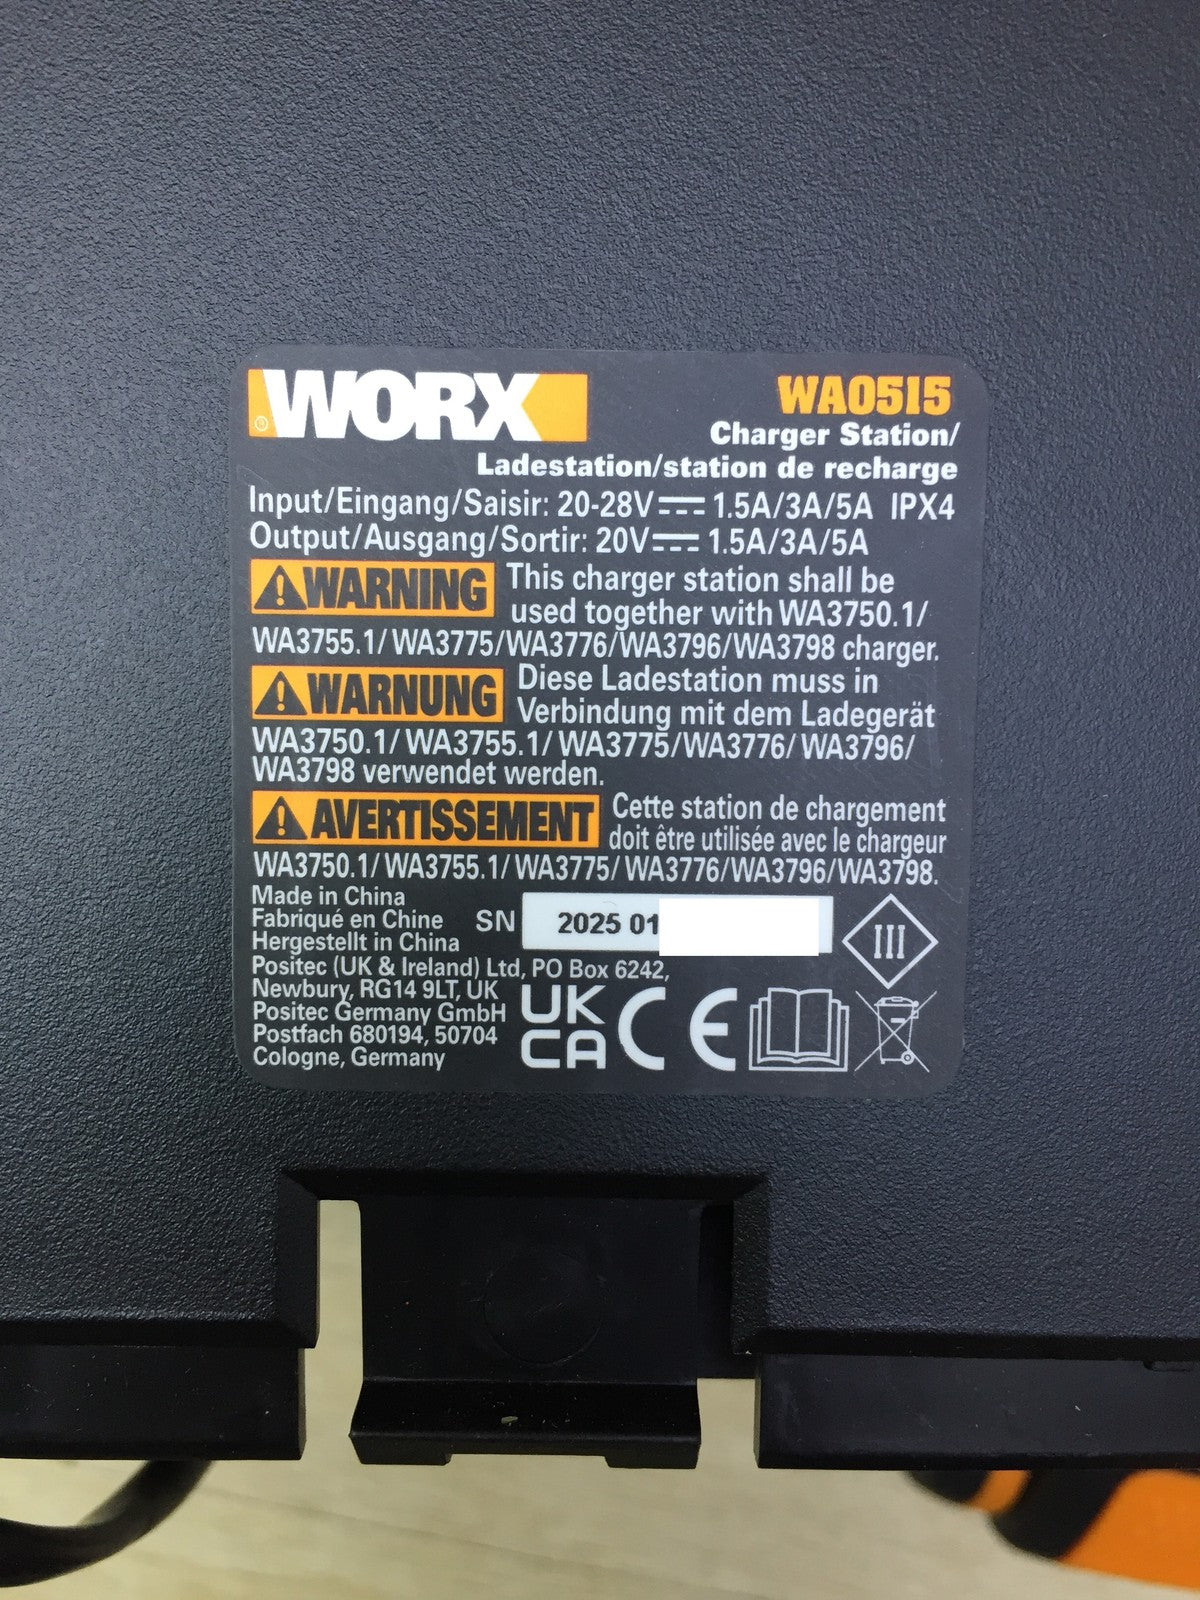 WORX
WA0515
Charger Station/
Ladestation/station de recharge
Input/Eingang/Saisir: 20-28V⎓1.5A/3A/5A IPX4
Output/Ausgang/Sortir: 20V⎓1.5A/3A/5A
⚠WARNING This charger station shall be
used together with WA3750.1/
WA3755.1/ WA3775/WA3776/WA3796/WA3798 charger.
⚠WARNUNG Diese Ladestation muss in
Verbindung mit dem Ladegerät
WA3750.1/ WA3755.1/ WA3775/WA3776/ WA3796/
WA3798 verwendet werden.
⚠AVERTISSEMENT Cette station de chargement
doit être utilisée avec le chargeur
WA3750.1/ WA3755.1/ WA3775/ WA3776/WA3796/WA3798.
Made in China
Fabriqué en Chine
Hergestellt in China
SN 2025 01
III
Positec (UK & Ireland) Ltd, PO Box 6242,
Newbury, RG14 9LT, UK
Positec Germany GmbH
Postfach 680194, 50704
Cologne, Germany
UK
CA
CE